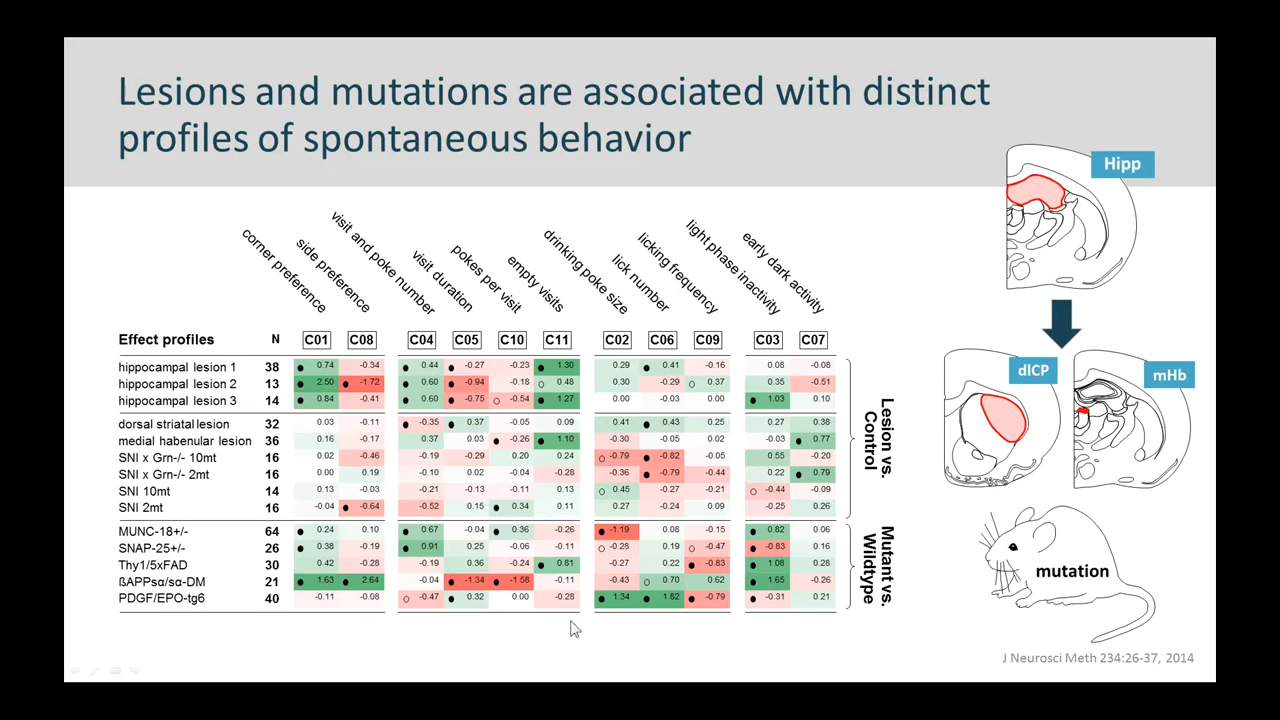 Lesions and mutations are associated with distinct
profiles of spontaneous behavior
Hipp
dlCP
mHb
mutation
corner preference
side preference
visit and poke number
visit duration
pokes per visit
empty visits
drinking poke size
lick number
licking frequency
light phase inactivity
early dark activity
Effect profiles N C01 C08 C04 C05 C10 C11 C02 C06 C09 C03 C07
hippocampal lesion 1 38 0.74 -0.34 0.44 -0.27 -0.23 1.30 0.29 0.41 -0.16 0.08 -0.08
hippocampal lesion 2 13 2.50 -1.72 0.60 -0.94 -0.18 0.48 0.30 -0.29 0.37 0.35 -0.51
hippocampal lesion 3 14 0.84 -0.41 0.60 -0.75 -0.54 1.27 0.00 -0.03 0.00 1.03 0.10
dorsal striatal lesion 32 0.03 -0.11 -0.35 0.37 -0.05 0.09 0.41 0.43 0.25 0.27 0.38
medial habenular lesion 36 0.16 -0.17 0.37 0.03 -0.26 1.10 -0.30 -0.05 0.02 -0.03 0.77
SNI x Grn-/- 10mt 16 0.02 -0.46 -0.19 -0.29 0.20 0.24 -0.79 -0.82 -0.05 0.55 -0.20
SNI x Grn-/- 2mt 16 0.00 0.19 -0.10 0.02 -0.04 -0.28 -0.36 -0.79 -0.44 0.22 0.79
SNI 10mt 14 0.13 -0.03 -0.21 -0.13 -0.11 0.13 0.45 -0.27 -0.21 -0.44 -0.09
SNI 2mt 16 -0.04 -0.64 -0.52 0.15 0.34 -0.11 0.27 -0.24 0.09 -0.25 0.26
MUNC-18+/- 64 0.24 0.10 0.67 -0.04 0.36 -0.26 -1.19 0.08 -0.15 0.82 0.06
SNAP-25+/- 26 0.38 -0.19 0.91 0.25 -0.06 -0.11 -0.28 0.19 -0.47 -0.83 0.16
Thy1/5xFAD 30 0.42 -0.28 -0.19 0.36 -0.24 0.81 -0.27 0.22 -0.83 1.08 0.28
ßAPPsα/sα-DM 21 1.63 2.64 -0.04 -1.34 -1.58 -0.11 -0.43 0.70 0.62 1.65 -0.26
PDGF/EPO-tg6 40 -0.11 -0.08 -0.47 0.32 0.00 -0.28 1.34 1.82 -0.79 -0.31 0.21
Lesion vs.
Control
Mutant vs.
Wildtype
J Neurosci Meth 234:26-37, 2014